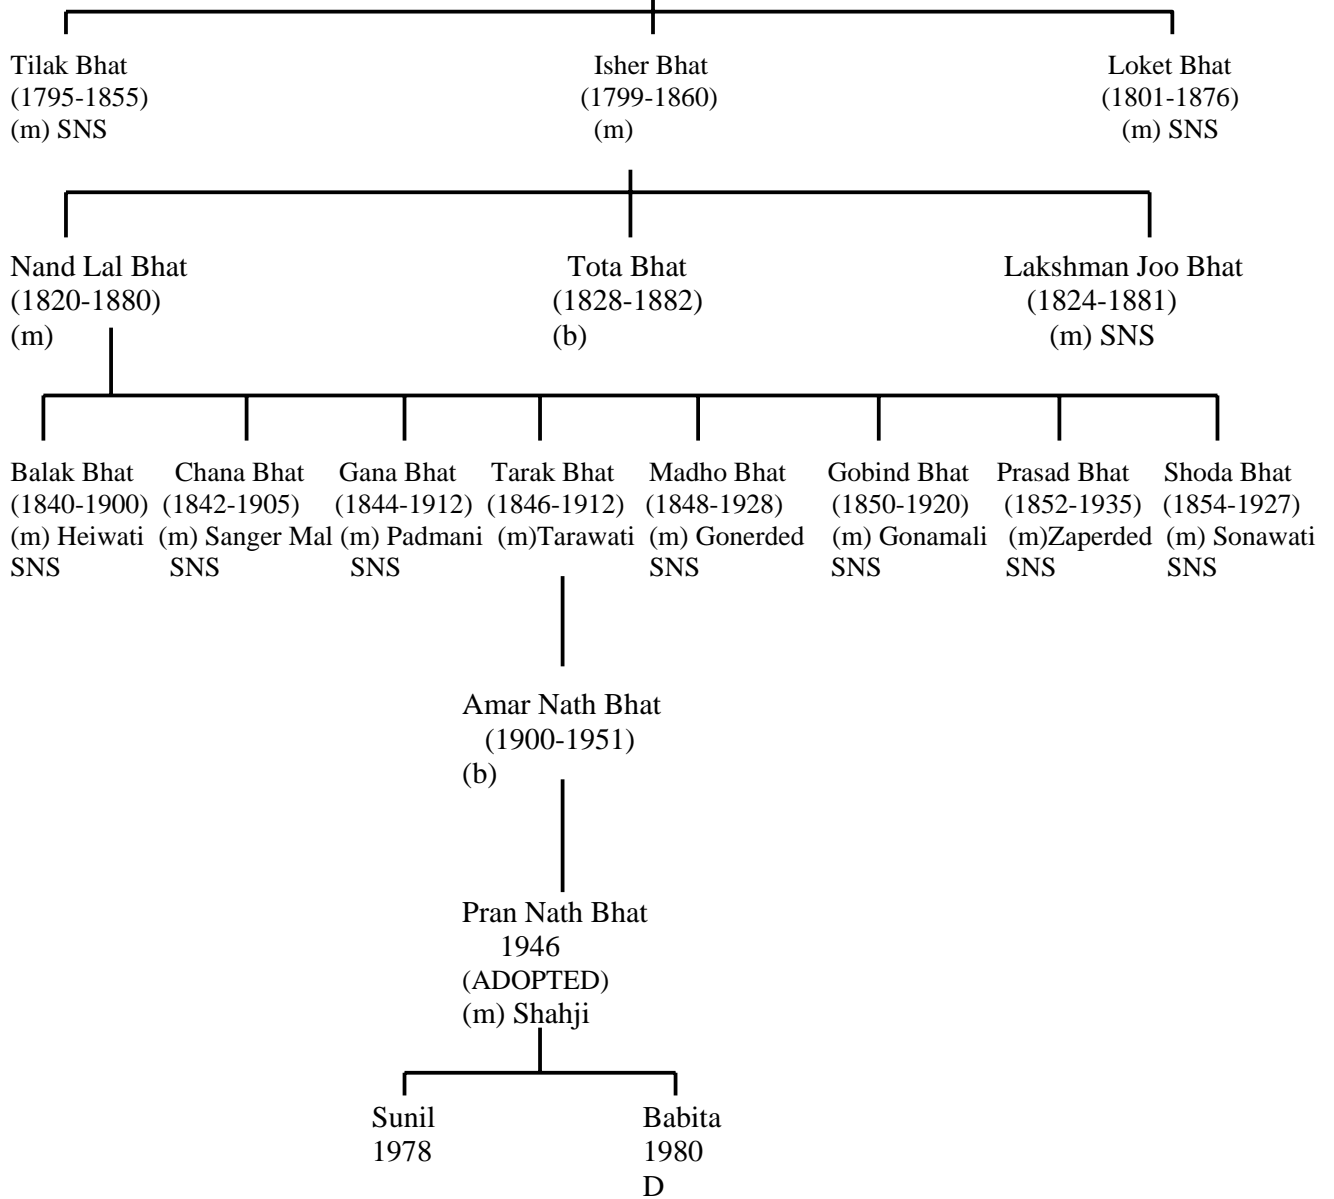 Tilak Bhat Isher Bhat Loket Bhat
(1795-1855) (1799-1860) (1801-1876)
(m) SNS (m) (m) SNS
Nand Lal Bhat Tota Bhat Lakshman Joo Bhat
(1820-1880) (1828-1882) (1824-1881)
(m) (b) (m) SNS
Balak Bhat Chana Bhat Gana Bhat Tarak Bhat Madho Bhat Gobind Bhat Prasad Bhat Shoda Bhat
(1840-1900) (1842-1905) (1844-1912) (1846-1912) (1848-1928) (1850-1920) (1852-1935) (1854-1927)
(m) Heiwati (m) Sanger Mal (m) Padmani (m)Tarawati (m) Gonerded (m) Gonamali (m)Zaperded (m) Sonawati
SNS SNS SNS SNS SNS SNS SNS
Amar Nath Bhat
(1900-1951)
(b)
Pran Nath Bhat
1946
(ADOPTED)
(m) Shahji
Sunil Babita
1978 1980
D